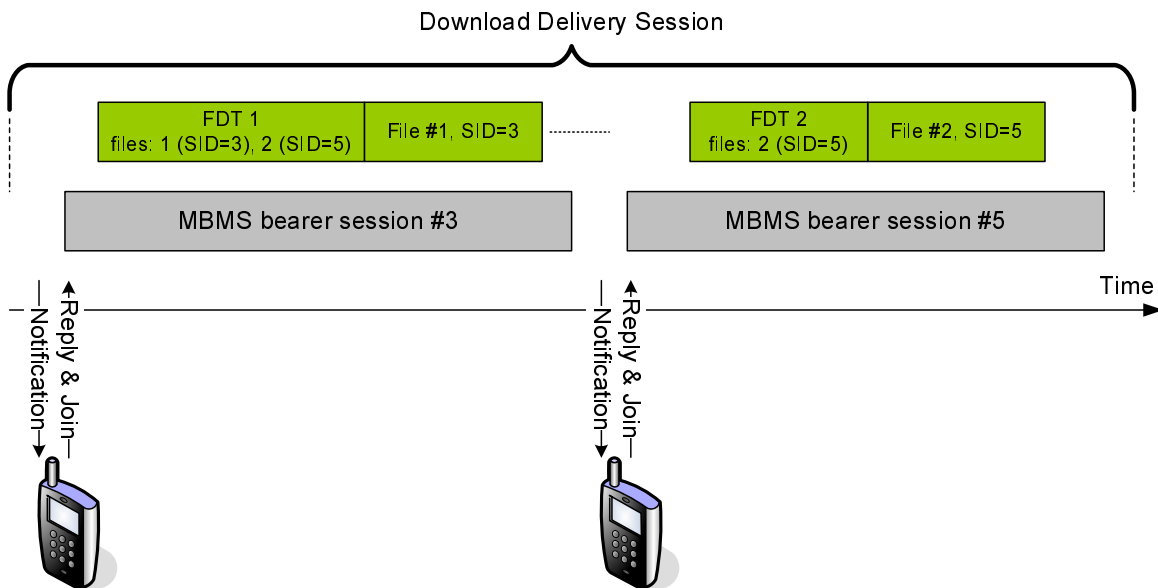 Download Delivery Session
FDT 1
files: 1 (SID=3), 2 (SID=5)
File #1, SID=3
FDT 2
files: 2 (SID=5)
File #2, SID=5
MBMS bearer session #3
MBMS bearer session #5
Time
Notification
Reply & Join
Notification
Reply & Join